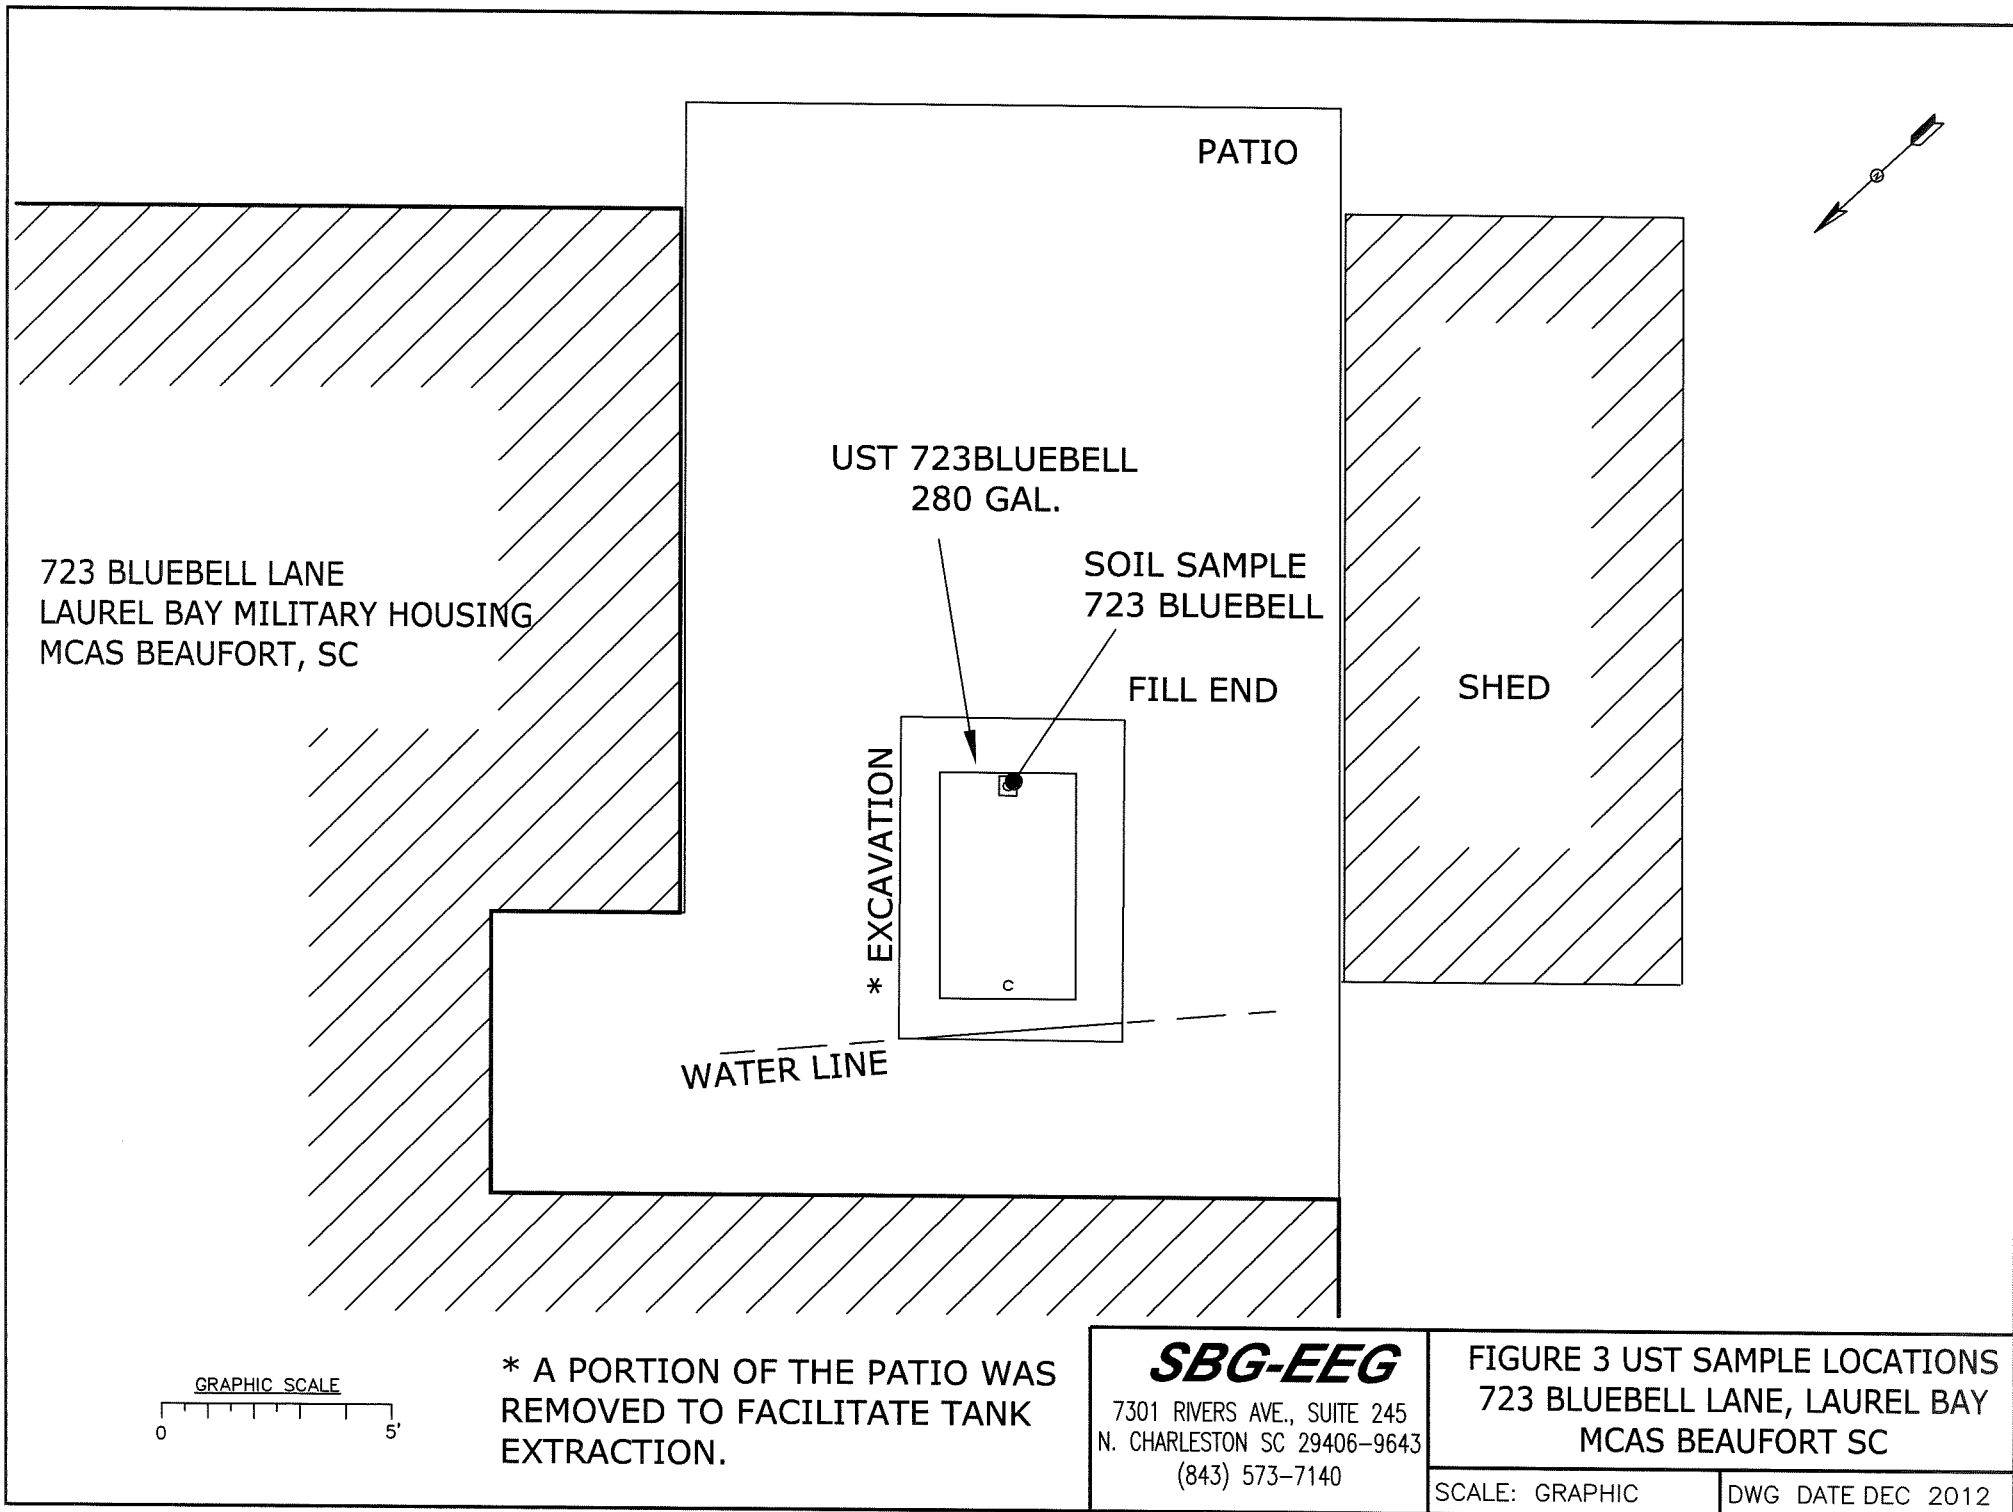 PATIO
UST 723BLUEBELL
280 GAL.
SOIL SAMPLE
723 BLUEBELL
FILL END
723 BLUEBELL LANE
LAUREL BAY MILITARY HOUSING
MCAS BEAUFORT, SC
SHED
* EXCAVATION
C
WATER LINE
GRAPHIC SCALE
0 5'
* A PORTION OF THE PATIO WAS
REMOVED TO FACILITATE TANK
EXTRACTION.
SBG-EEG
7301 RIVERS AVE., SUITE 245
N. CHARLESTON SC 29406-9643
(843) 573-7140
FIGURE 3 UST SAMPLE LOCATIONS
723 BLUEBELL LANE, LAUREL BAY
MCAS BEAUFORT SC
SCALE: GRAPHIC
DWG DATE DEC 2012